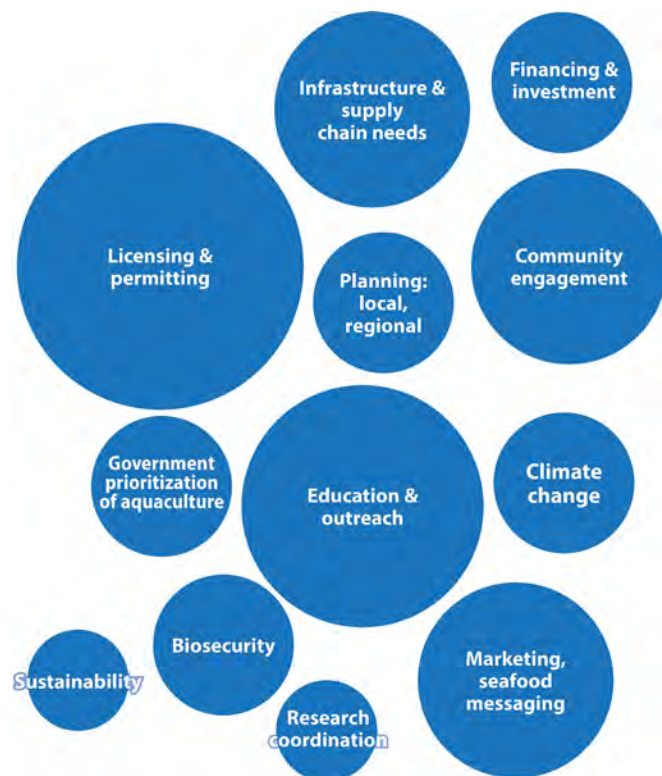 Infrastructure &
supply
chain needs
Financing &
investment
Licensing &
permitting
Planning:
local,
regional
Community
engagement
Government
prioritization
of aquaculture
Education &
outreach
Climate
change
Sustainability
Biosecurity
Research
coordination
Marketing,
seafood
messaging